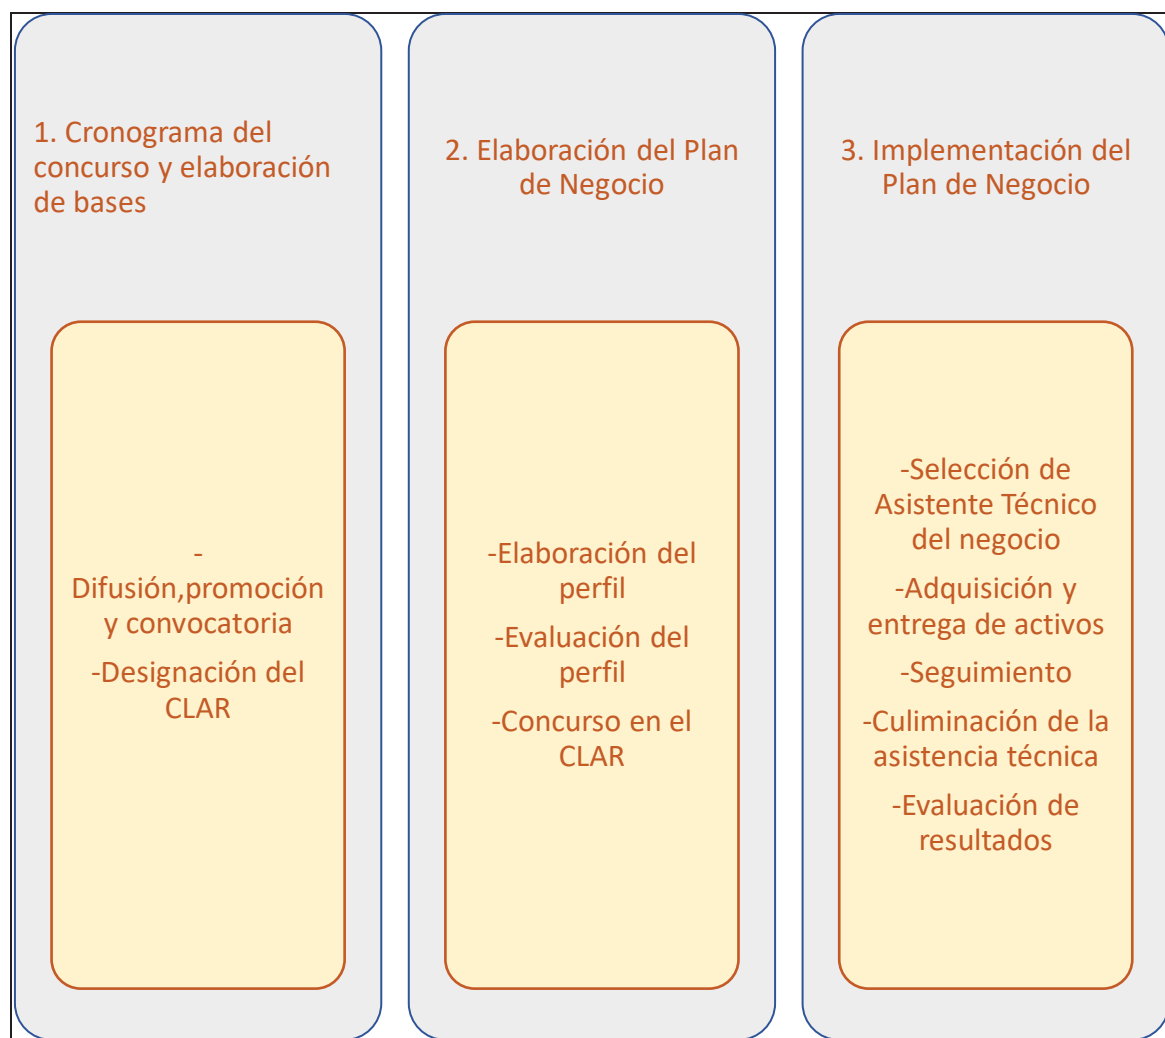 1. Cronograma del
concurso y elaboración
de bases
-
Difusión,promoción
y convocatoria
-Designación del
CLAR
2. Elaboración del Plan
de Negocio
-Elaboración del
perfil
-Evaluación del
perfil
-Concurso en el
CLAR
3. Implementación del
Plan de Negocio
-Selección de
Asistente Técnico
del negocio
-Adquisición y
entrega de activos
-Seguimiento
-Culiminación de la
asistencia técnica
-Evaluación de
resultados